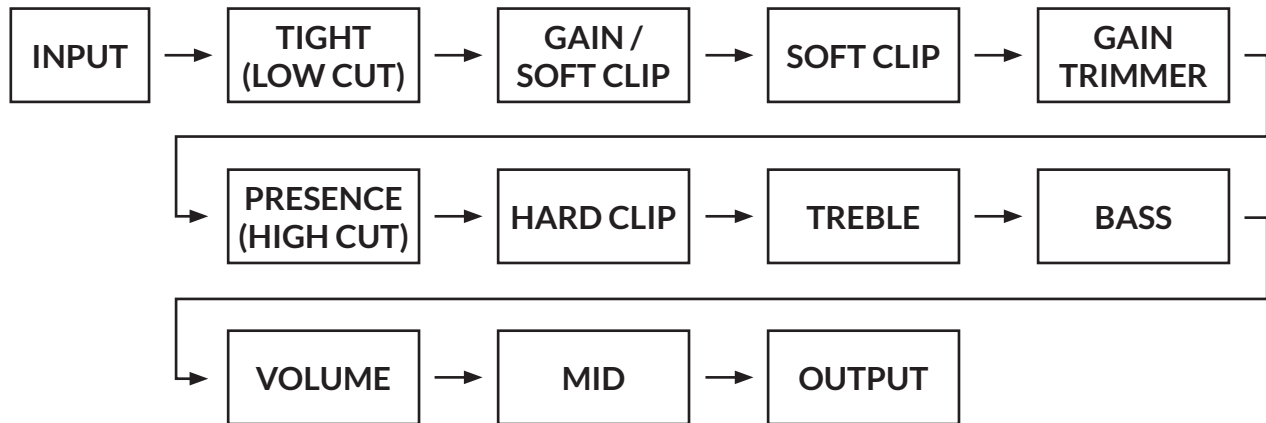 INPUT
TIGHT
(LOW CUT)
GAIN /
SOFT CLIP
SOFT CLIP
GAIN
TRIMMER
PRESENCE
(HIGH CUT)
HARD CLIP
TREBLE
BASS
VOLUME
MID
OUTPUT